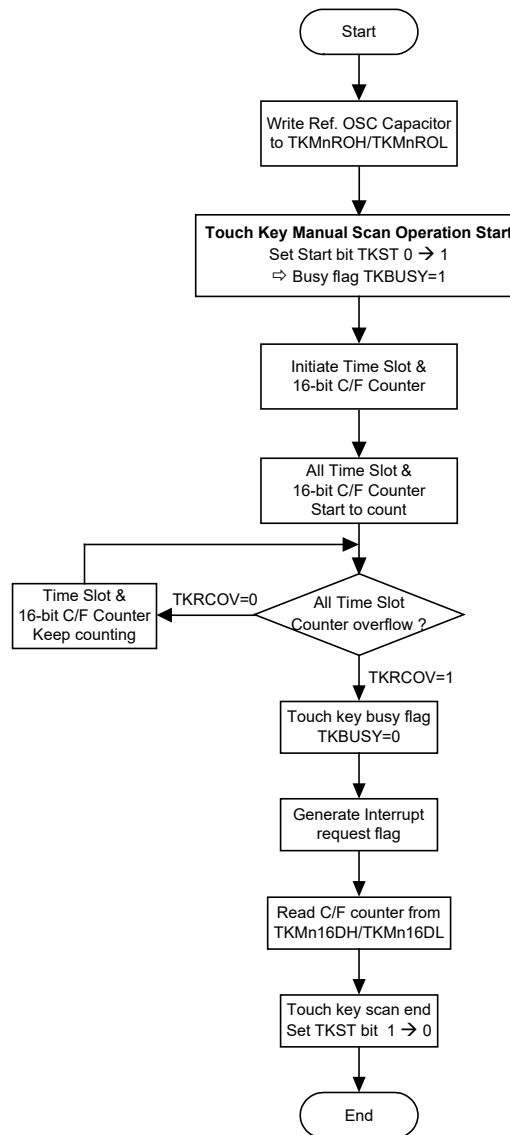 Start
Write Ref. OSC Capacitor
to TKMnROH/TKMnROL
Touch Key Manual Scan Operation Start
Set Start bit TKST 0 → 1
⇨ Busy flag TKBUSY=1
Initiate Time Slot &
16-bit C/F Counter
All Time Slot &
16-bit C/F Counter
Start to count
Time Slot &
16-bit C/F Counter
Keep counting
TKRCOV=0
All Time Slot
Counter overflow ?
TKRCOV=1
Touch key busy flag
TKBUSY=0
Generate Interrupt
request flag
Read C/F counter from
TKMn16DH/TKMn16DL
Touch key scan end
Set TKST bit 1 → 0
End